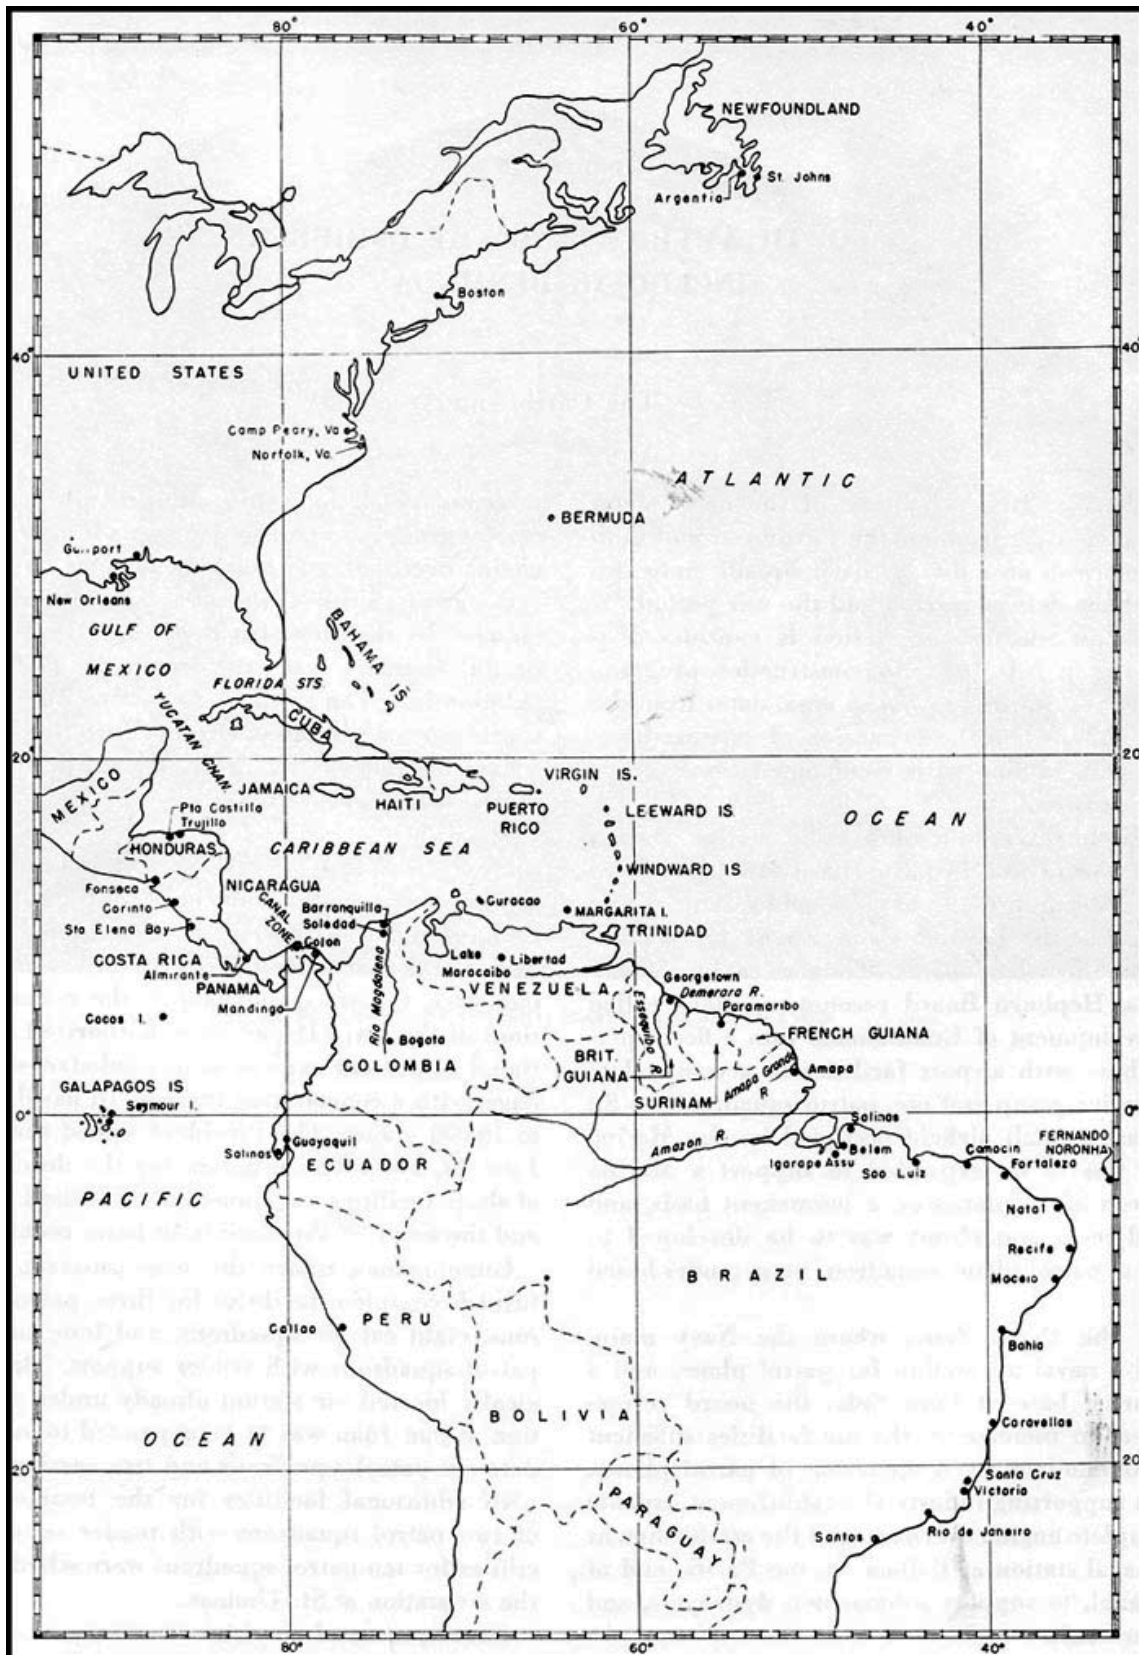 80°
60°
40°
NEWFOUNDLAND
St. Johns
Argentia
Boston
40°
40°
UNITED STATES
Camp Peary, Va
Norfolk, Va.
ATLANTIC
BERMUDA
New Orleans
GULF OF
MEXICO
BAHAMA IS.
FLORIDA STS.
CUBA
YUCATAN
CHAN.
20°
MEXICO
JAMAICA
HAITI
PUERTO
RICO
VIRGIN IS.
LEEWARD IS.
OCEAN
Pta Castilla
Trujillo
HONDURAS
CARIBBEAN SEA
WINDWARD IS
Fonseca
NICARAGUA
Corinto
Sta Elena Bay
CANAL
ZONE
Barranquilla
Soledad
Curacao
MARGARITA I.
TRINIDAD
COSTA RICA
Almirante
PANAMA
Colon
Mandingo
Lake
Maracaibo
Libertad
VENEZUELA
Georgetown
Demerara R.
Paramaribo
Cocos I.
Rio Magdalena
Bogota
COLOMBIA
Essequibo
R.
BRIT.
GUIANA
FRENCH GUIANA
SURINAM
Amapa Grande
R
Amapa
GALAPAGOS IS
Seymour I.
0°
0°
Guayaquil
Salinas
ECUADOR
Amazon R.
Salinas
Belem
Igarape Assu
Sao Luiz
Camocin
Fortaleza
FERNANDO
NORONHA
PACIFIC
Natal
Recife
Maceio
BRAZIL
PERU
Callao
Bahia
BOLIVIA
OCEAN
Caravellas
20
20°
PARAGUAY
Santa Cruz
Victoria
Rio de Janeiro
Santos
80°
60°
40°